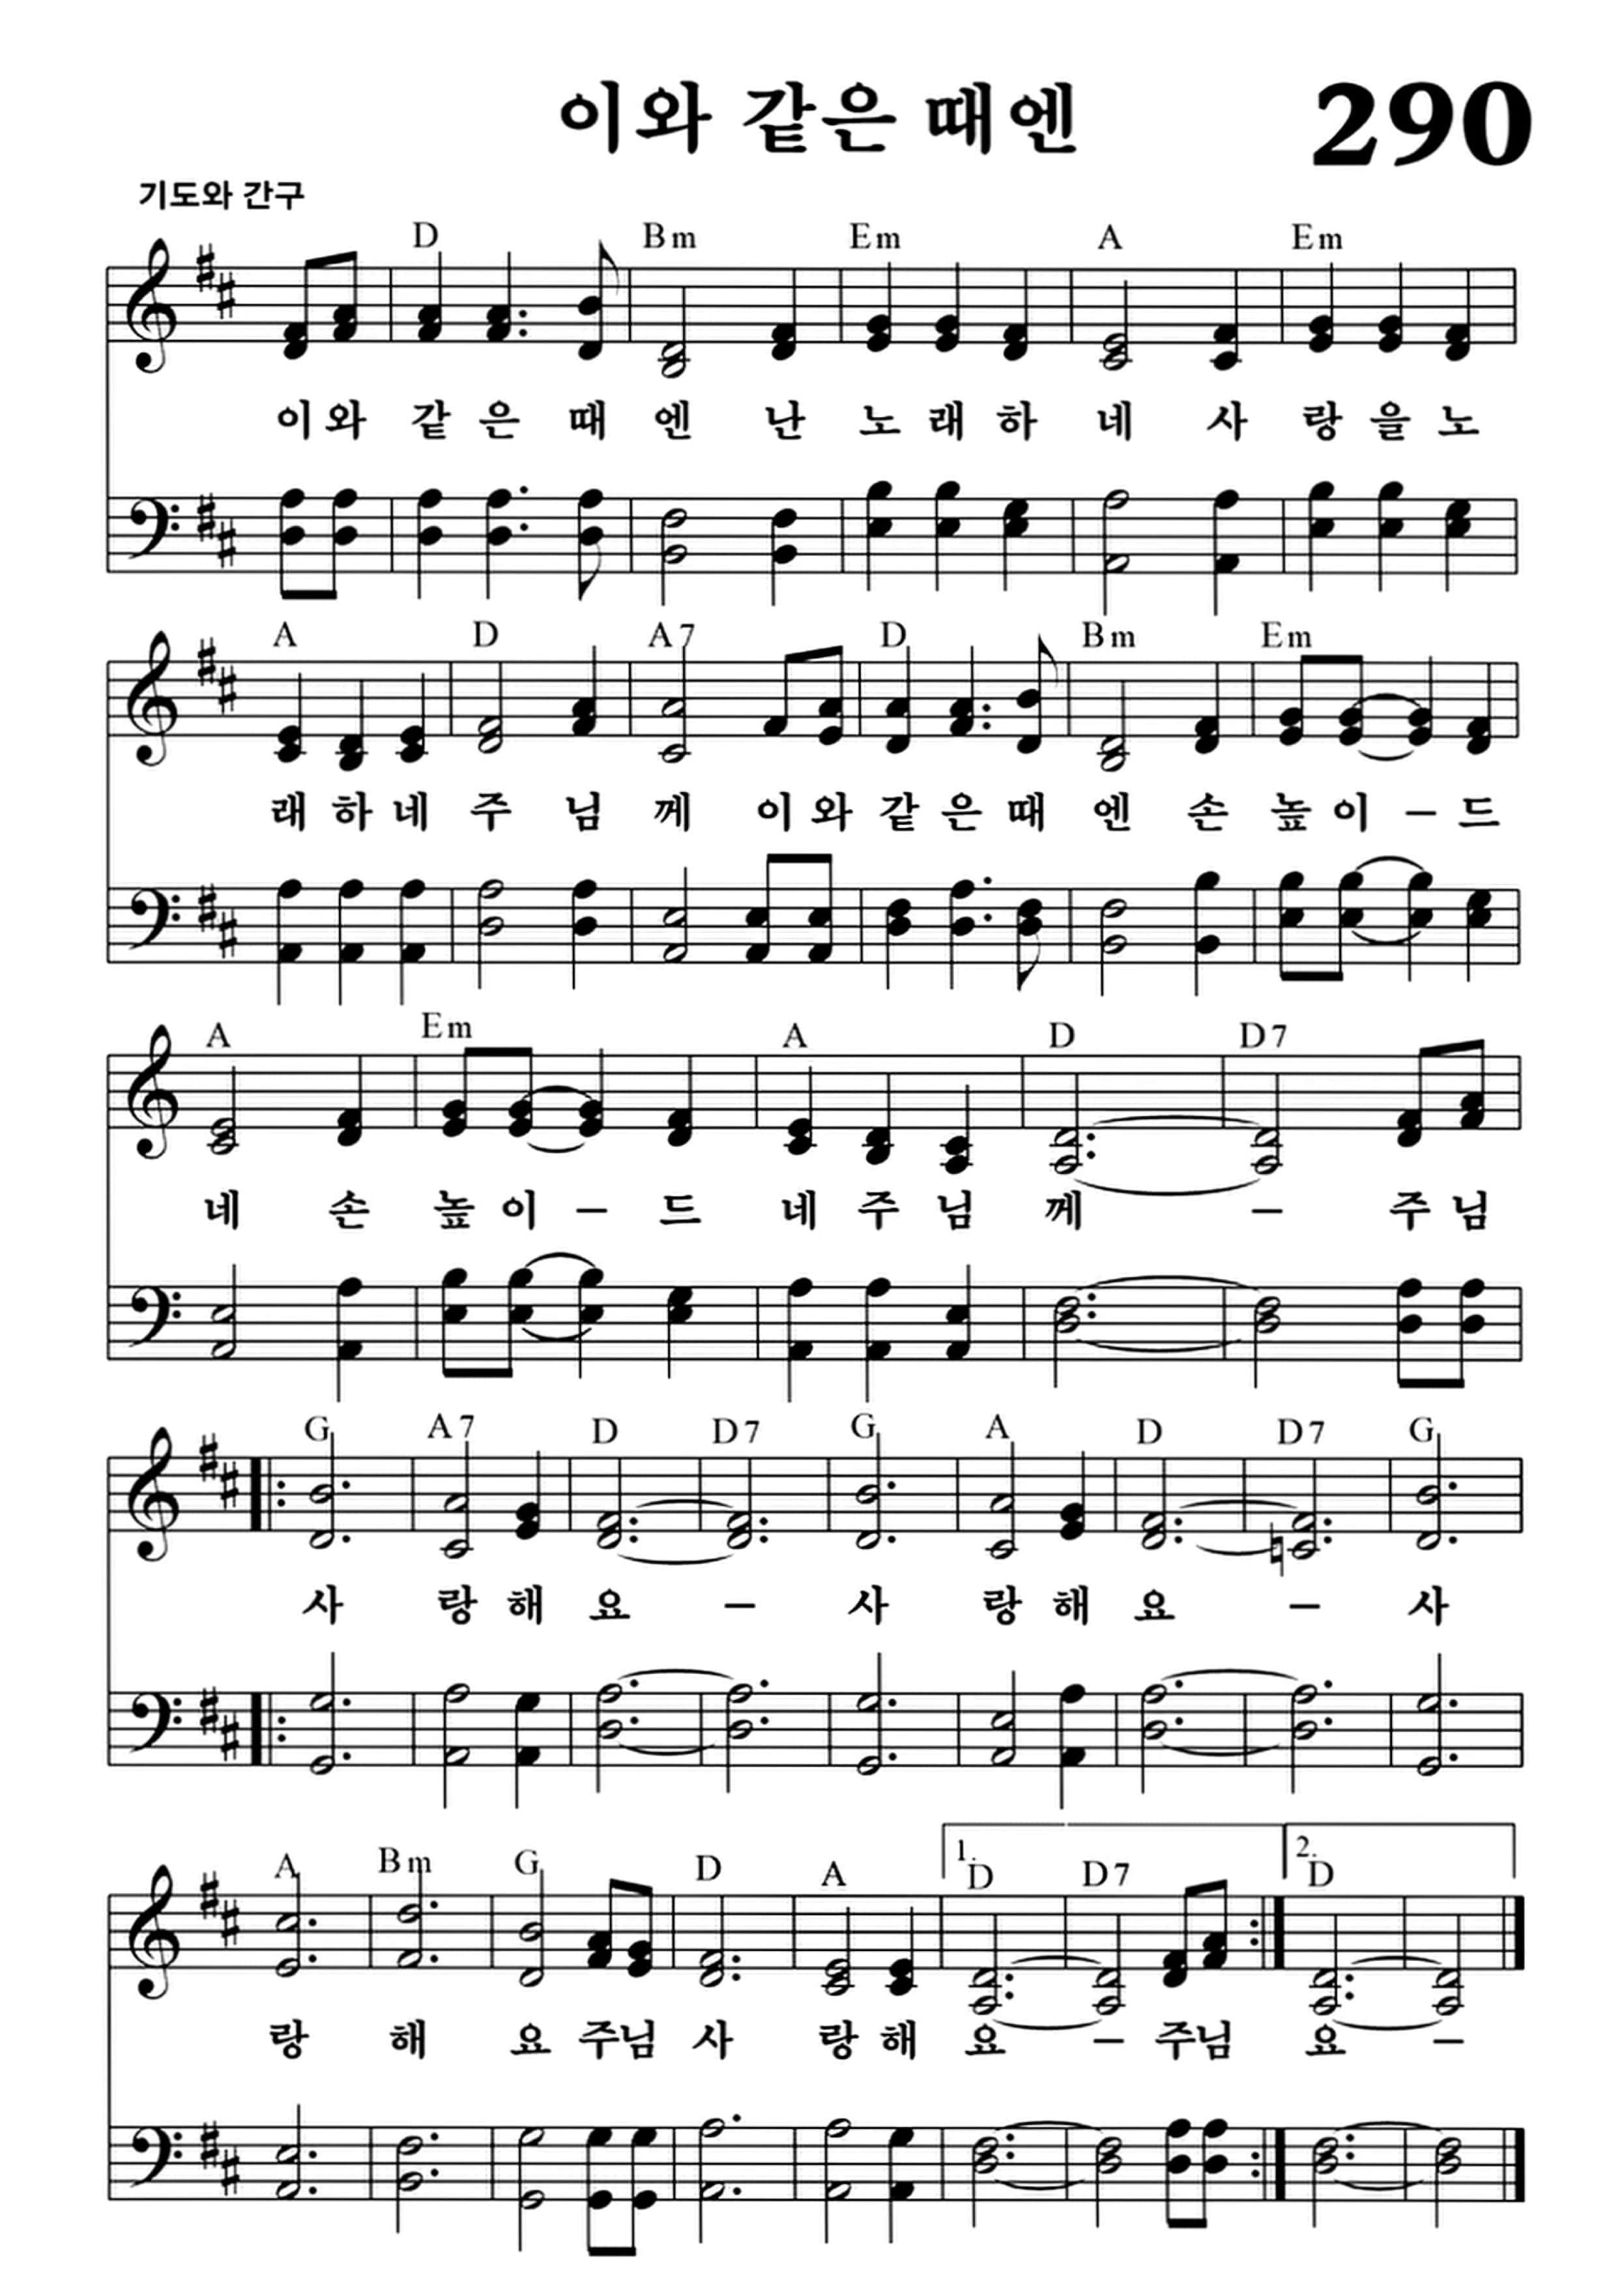 이와 같은 때엔 290
기도와 간구
D Bm Em A Em
이와 같은 때 엔 난 노래하 네 사 랑을노
A D A7 D Bm Em
래하네 주 님 께 이와 같은때 엔 손 높이 – 드
A Em A D D7
네 손 높이 – 드 네 주 님 께 – 주님
G A7 D D7 G A D D7 G
사 랑해 요 – 사 랑해 요 – 사
1. 2.
A Bm G D A D D7 D
랑 해 요 주님 사 랑해 요 – 주님 요 –